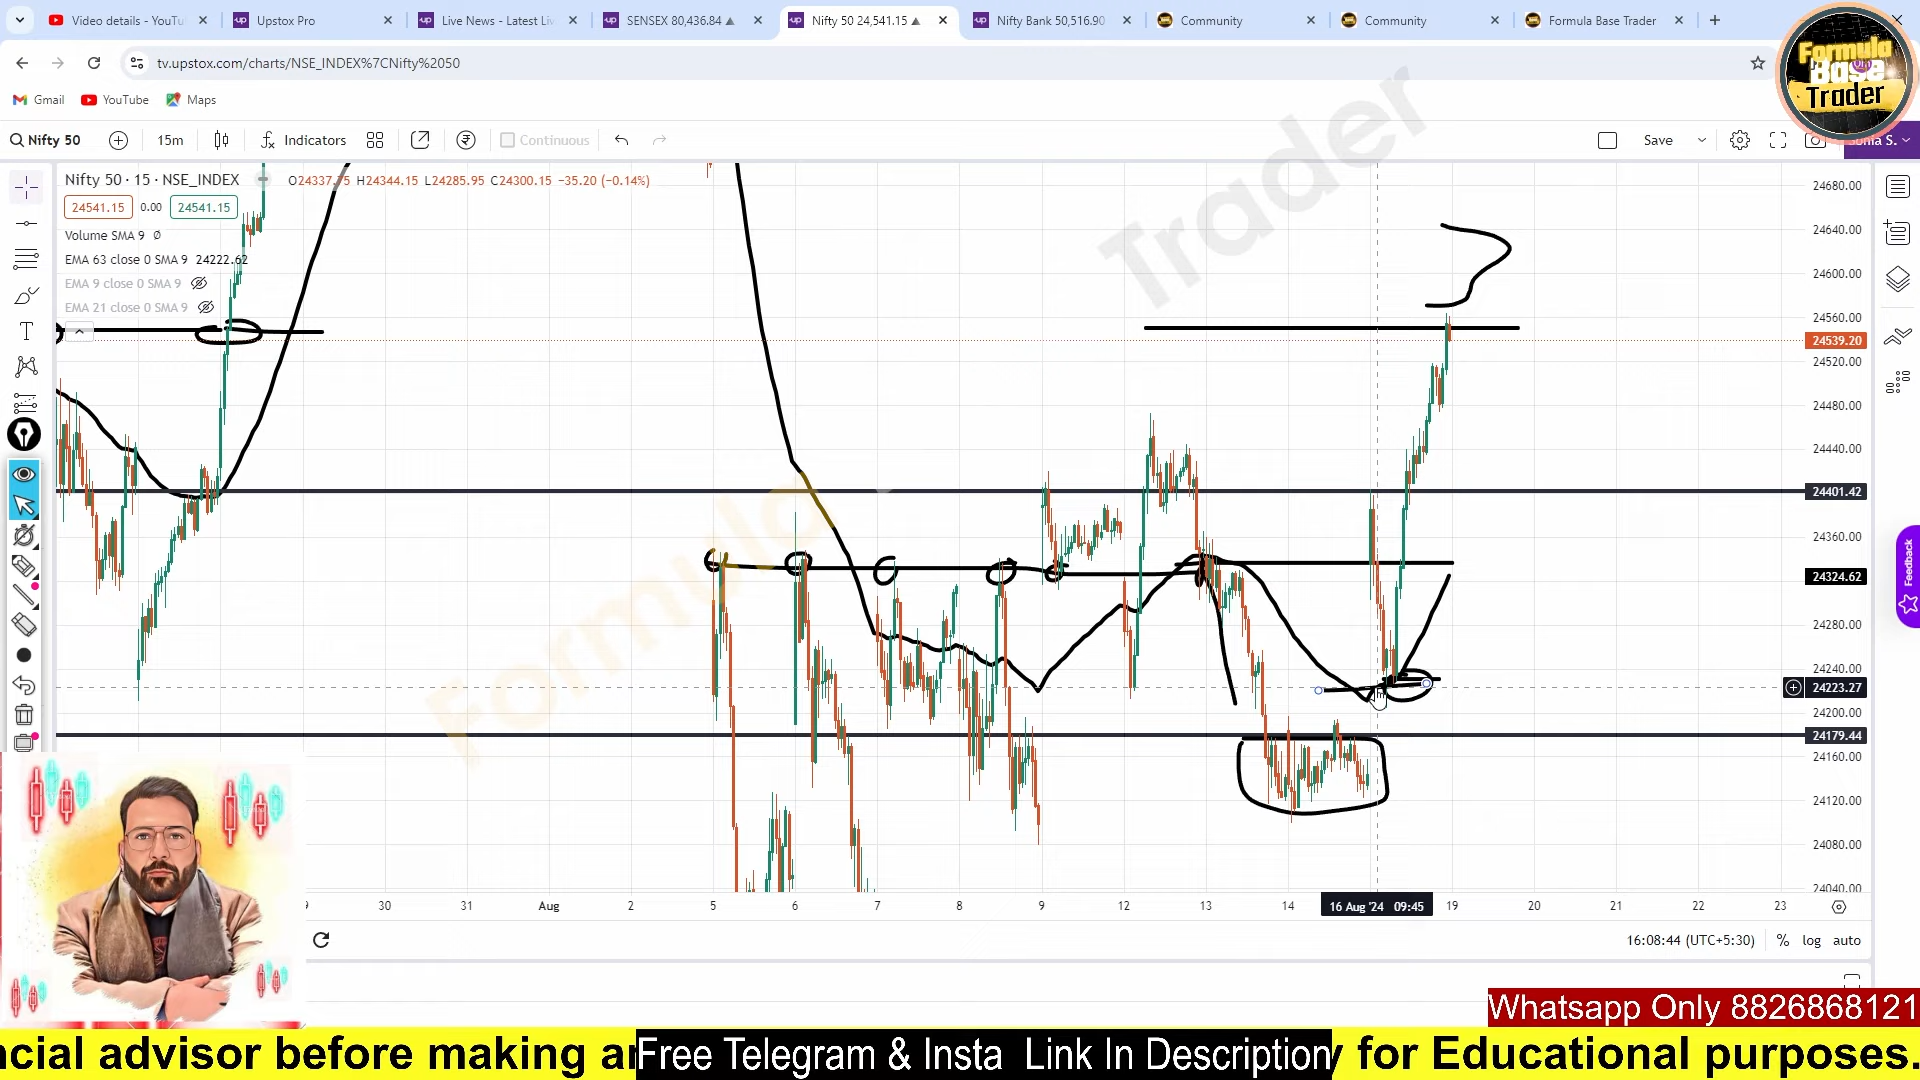 Video details - YouTu
Upstox Pro
Live News - Latest Li
SENSEX 80,436.84 ▲
Nifty 50 24,541.15 ▲
Nifty Bank 50,516.90
Community
Community
Formula Base Trader
tv.upstox.com/charts/NSE_INDEX%7CNifty%2050
Gmail
YouTube
Maps
Formula
Base
Trader
Nifty 50
15m
Indicators
Continuous
Save
Sonia S.
Nifty 50 · 15 · NSE_INDEX
O24337.75 H24344.15 L24285.95 C24300.15 −35.20 (−0.14%)
24541.15
0.00
24541.15
Volume SMA 9 Ø
EMA 63 close 0 SMA 9 24222.62
EMA 9 close 0 SMA 9
EMA 21 close 0 SMA 9
Formula
Trader
24680.00
24640.00
24600.00
24560.00
24539.20
24520.00
24480.00
24440.00
24401.42
24360.00
24324.62
24280.00
24240.00
24223.27
24200.00
24179.44
24160.00
24120.00
24080.00
24040.00
Feedback
30
31
Aug
2
5
6
7
8
9
12
13
14
16 Aug '24 09:45
19
20
21
22
23
16:08:44 (UTC+5:30)
%
log
auto
Whatsapp Only 8826868121
ncial advisor before making an
Free Telegram & Insta Link In Description
for Educational purposes.